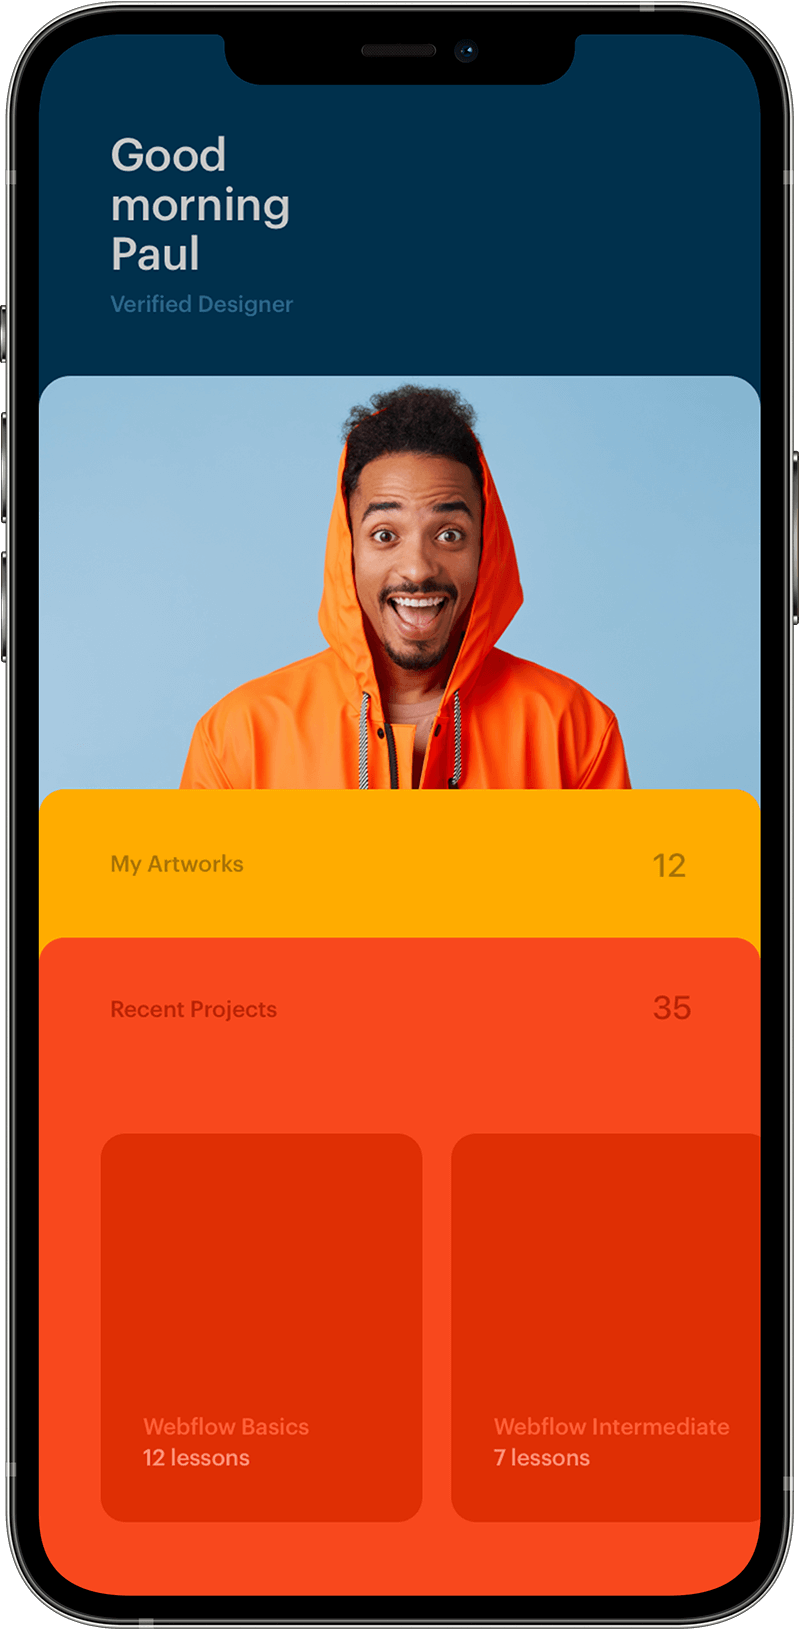 Good
morning
Paul
Verified Designer
My Artworks 12
Recent Projects 35
Webflow Basics
12 lessons
Webflow Intermediate
7 lessons